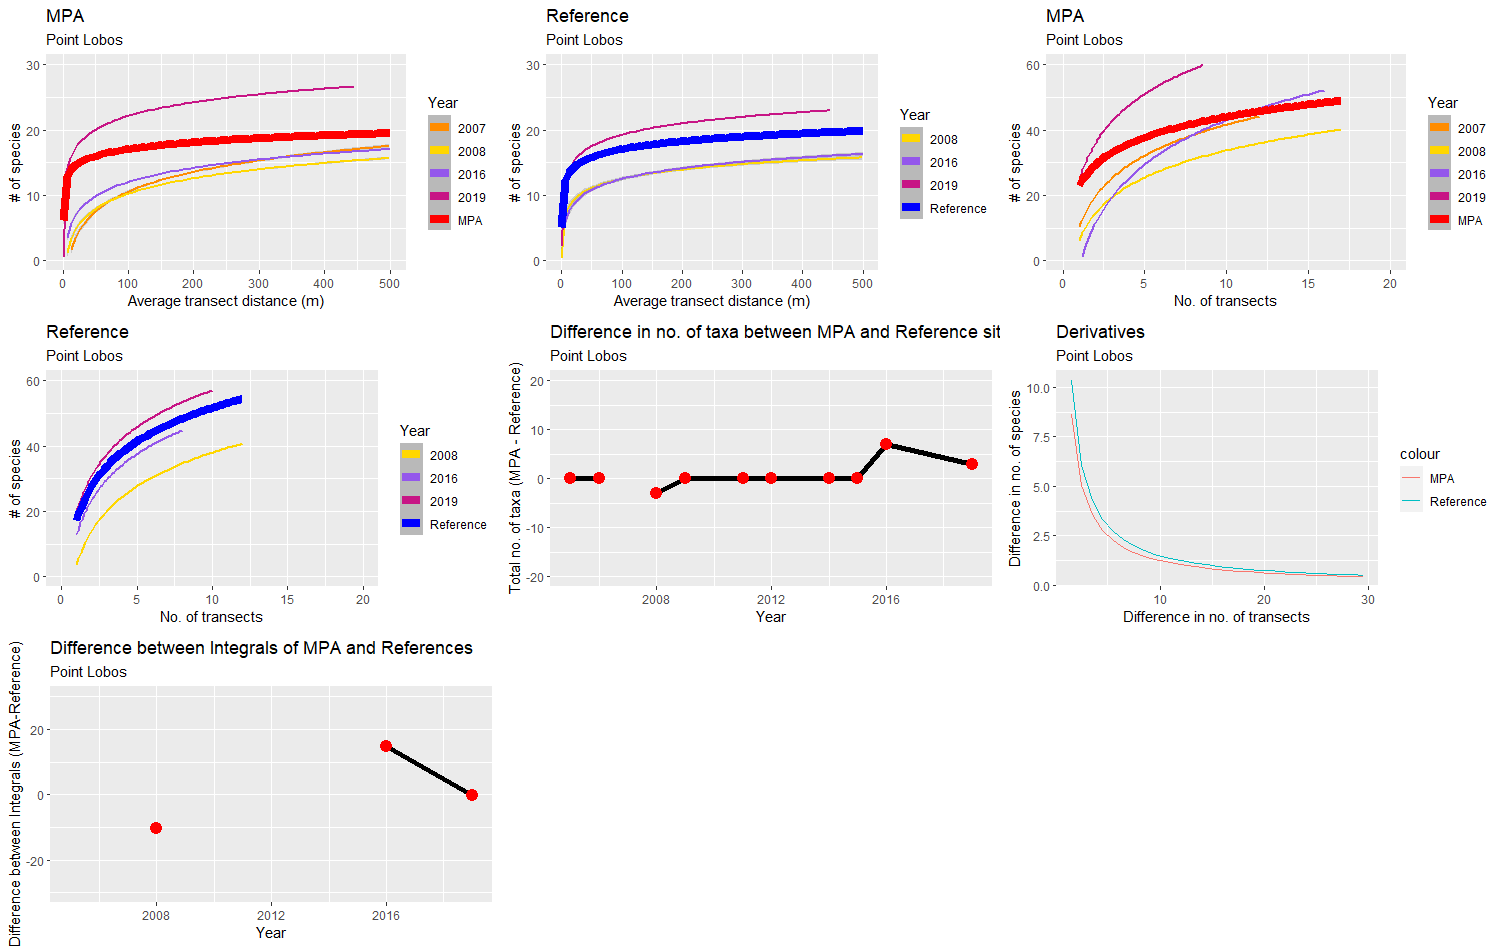 MPA
Point Lobos
# of species
30
20
10
0
0 100 200 300 400 500
Average transect distance (m)
Year
2007
2008
2016
2019
MPA
Reference
Point Lobos
# of species
30
20
10
0
0 100 200 300 400 500
Average transect distance (m)
Year
2008
2016
2019
Reference
MPA
Point Lobos
# of species
60
40
20
0
0 5 10 15 20
No. of transects
Year
2007
2008
2016
2019
MPA
Reference
Point Lobos
# of species
60
40
20
0
0 5 10 15 20
No. of transects
Year
2008
2016
2019
Reference
Difference in no. of taxa between MPA and Reference sit
Point Lobos
Total no. of taxa (MPA - Reference)
20
10
0
-10
-20
2008 2012 2016
Year
Derivatives
Point Lobos
Difference in no. of species
10.0
7.5
5.0
2.5
0.0
10 20 30
Difference in no. of transects
colour
MPA
Reference
Difference between Integrals of MPA and References
Point Lobos
Difference between Integrals (MPA-Reference)
20
0
-20
2008 2012 2016
Year